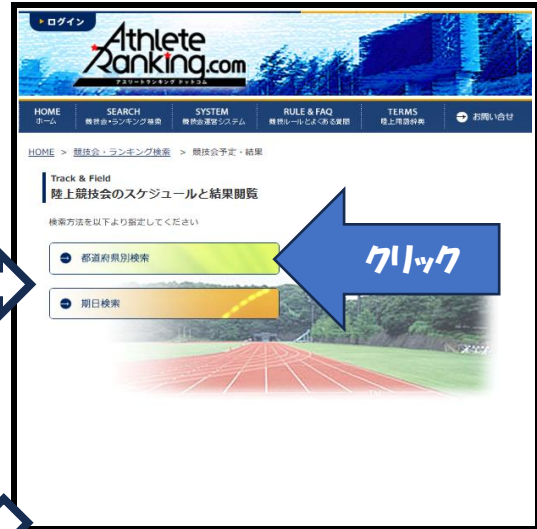 ログイン
Athlete
Ranking.com
アスリートランキング ドットコム
HOME SEARCH SYSTEM RULE & FAQ TERMS
ホーム 競技会・ランキング検索 競技会運営システム 競技ルールとよくある質問 陸上用語辞典 お問い合せ
HOME > 競技会・ランキング検索 > 競技会予定・結果
Track & Field
陸上競技会のスケジュールと結果閲覧
検索方法を以下より指定してください
都道府県別検索
クリック
期日検索